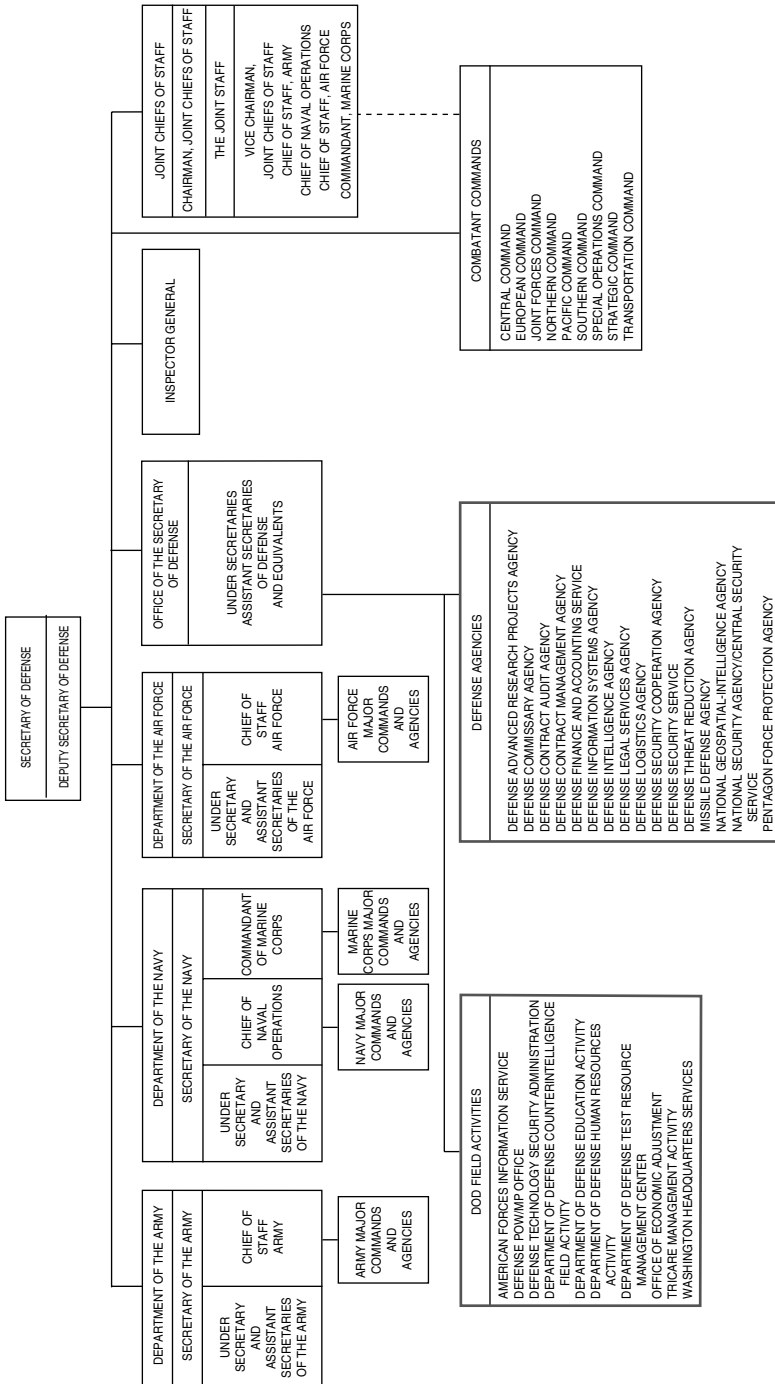 SECRETARY OF DEFENSE
DEPUTY SECRETARY OF DEFENSE
DEPARTMENT OF THE ARMY
SECRETARY OF THE ARMY
UNDER
SECRETARY
AND
ASSISTANT
SECRETARIES
OF THE ARMY
CHIEF OF
STAFF
ARMY
ARMY MAJOR
COMMANDS
AND
AGENCIES
DEPARTMENT OF THE NAVY
SECRETARY OF THE NAVY
UNDER
SECRETARY
AND
ASSISTANT
SECRETARIES
OF THE NAVY
CHIEF OF
NAVAL
OPERATIONS
COMMANDANT
OF MARINE
CORPS
NAVY MAJOR
COMMANDS
AND
AGENCIES
MARINE
CORPS MAJOR
COMMANDS
AND
AGENCIES
DEPARTMENT OF THE AIR FORCE
SECRETARY OF THE AIR FORCE
UNDER
SECRETARY
AND
ASSISTANT
SECRETARIES
OF THE
AIR FORCE
CHIEF OF
STAFF
AIR FORCE
AIR FORCE
MAJOR
COMMANDS
AND
AGENCIES
OFFICE OF THE SECRETARY
OF DEFENSE
UNDER SECRETARIES
ASSISTANT SECRETARIES
OF DEFENSE
AND EQUIVALENTS
INSPECTOR GENERAL
JOINT CHIEFS OF STAFF
CHAIRMAN, JOINT CHIEFS OF STAFF
THE JOINT STAFF
VICE CHAIRMAN,
JOINT CHIEFS OF STAFF
CHIEF OF STAFF, ARMY
CHIEF OF NAVAL OPERATIONS
CHIEF OF STAFF, AIR FORCE
COMMANDANT, MARINE CORPS
DOD FIELD ACTIVITIES
AMERICAN FORCES INFORMATION SERVICE
DEFENSE POW/MP OFFICE
DEFENSE TECHNOLOGY SECURITY ADMINISTRATION
DEPARTMENT OF DEFENSE COUNTERINTELLIGENCE
FIELD ACTIVITY
DEPARTMENT OF DEFENSE EDUCATION ACTIVITY
DEPARTMENT OF DEFENSE HUMAN RESOURCES
ACTIVITY
DEPARTMENT OF DEFENSE TEST RESOURCE
MANAGEMENT CENTER
OFFICE OF ECONOMIC ADJUSTMENT
TRICARE MANAGEMENT ACTIVITY
WASHINGTON HEADQUARTERS SERVICES
DEFENSE AGENCIES
DEFENSE ADVANCED RESEARCH PROJECTS AGENCY
DEFENSE COMMISSARY AGENCY
DEFENSE CONTRACT AUDIT AGENCY
DEFENSE CONTRACT MANAGEMENT AGENCY
DEFENSE FINANCE AND ACCOUNTING SERVICE
DEFENSE INFORMATION SYSTEMS AGENCY
DEFENSE INTELLIGENCE AGENCY
DEFENSE LEGAL SERVICES AGENCY
DEFENSE LOGISTICS AGENCY
DEFENSE SECURITY COOPERATION AGENCY
DEFENSE SECURITY SERVICE
DEFENSE THREAT REDUCTION AGENCY
MISSILE DEFENSE AGENCY
NATIONAL GEOSPATIAL-INTELLIGENCE AGENCY
NATIONAL SECURITY AGENCY/CENTRAL SECURITY
SERVICE
PENTAGON FORCE PROTECTION AGENCY
COMBATANT COMMANDS
CENTRAL COMMAND
EUROPEAN COMMAND
JOINT FORCES COMMAND
NORTHERN COMMAND
PACIFIC COMMAND
SOUTHERN COMMAND
SPECIAL OPERATIONS COMMAND
STRATEGIC COMMAND
TRANSPORTATION COMMAND